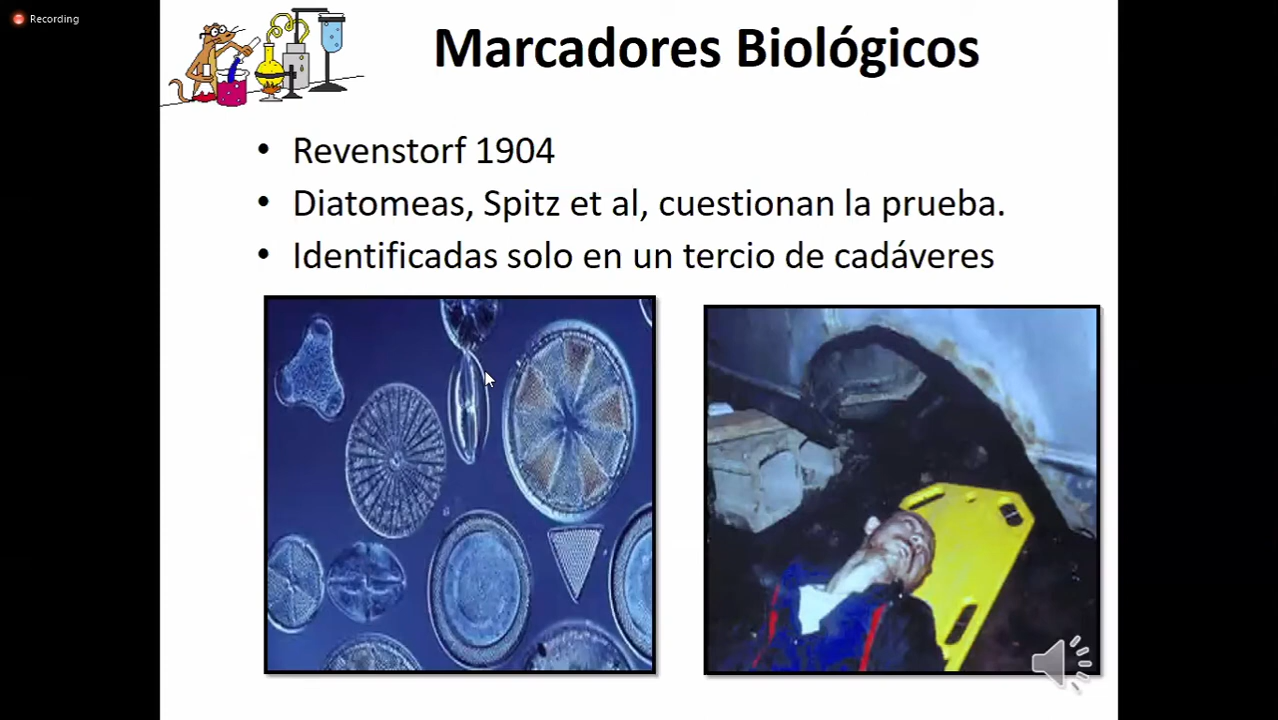 Recording
Marcadores Biológicos
• Revenstorf 1904
• Diatomeas, Spitz et al, cuestionan la prueba.
• Identificadas solo en un tercio de cadáveres